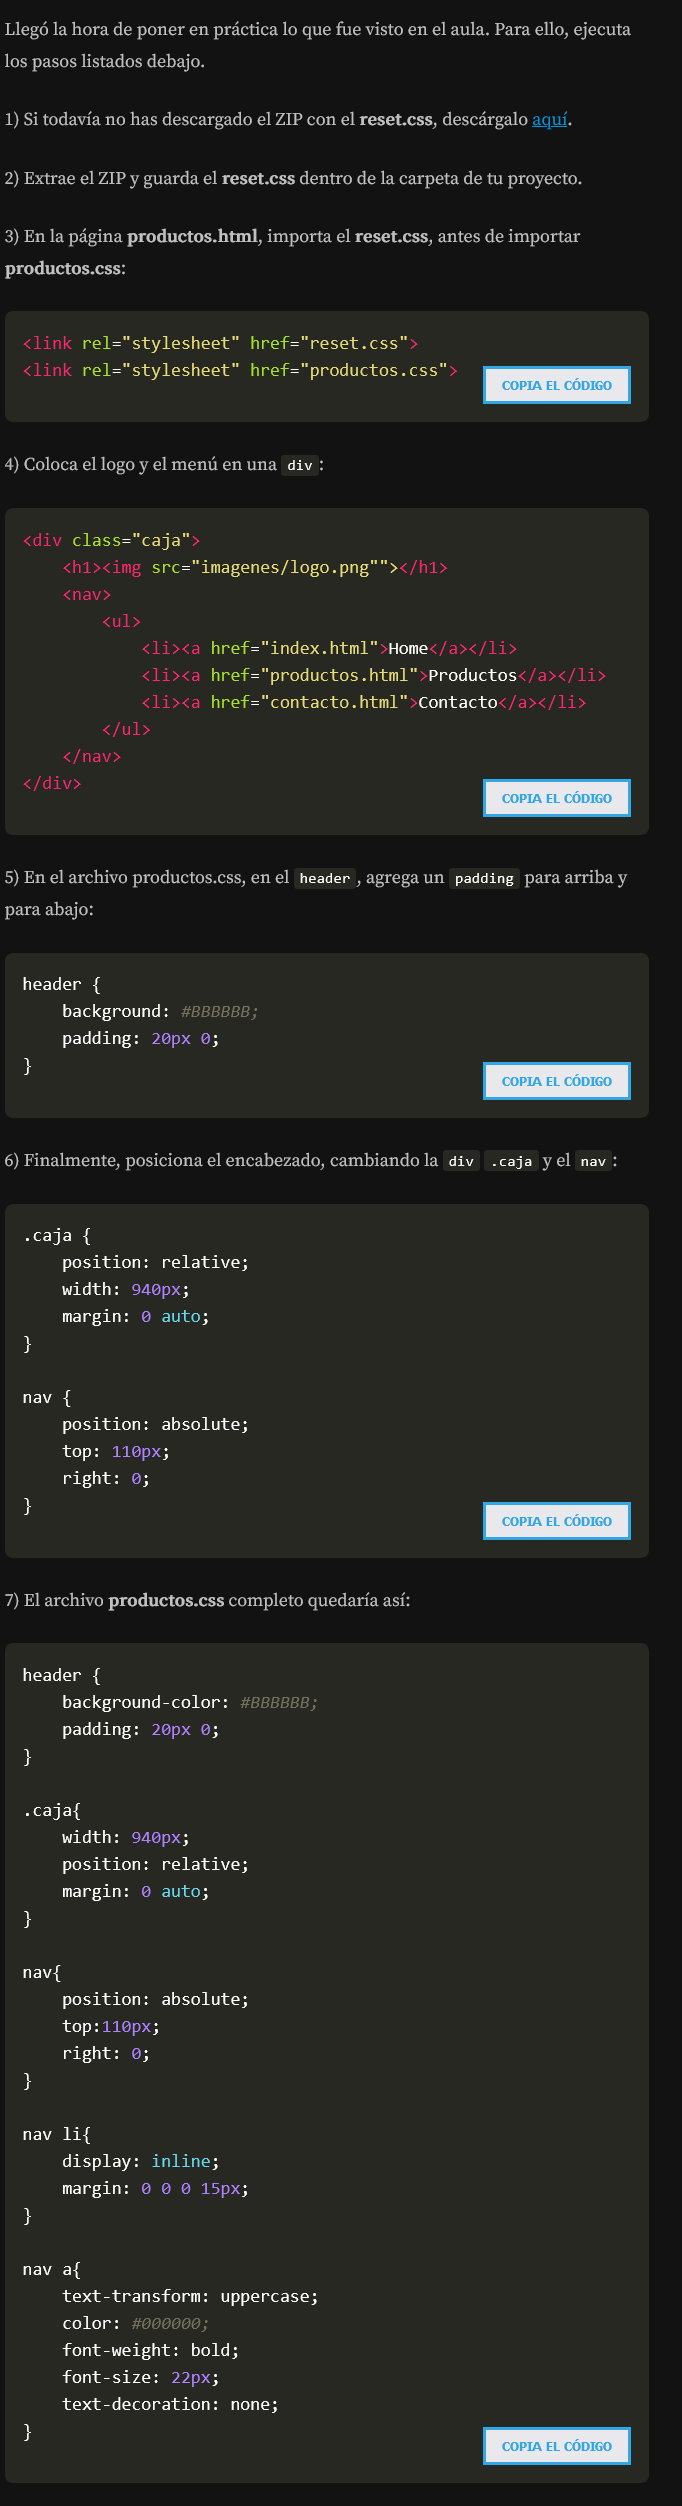 Llegó la hora de poner en práctica lo que fue visto en el aula. Para ello, ejecuta
los pasos listados debajo.
1) Si todavía no has descargado el ZIP con el reset.css, descárgalo aquí.
2) Extrae el ZIP y guarda el reset.css dentro de la carpeta de tu proyecto.
3) En la página productos.html, importa el reset.css, antes de importar
productos.css:
<link rel="stylesheet" href="reset.css">
<link rel="stylesheet" href="productos.css">
COPIA EL CÓDIGO
4) Coloca el logo y el menú en una div:
<div class="caja">
    <h1><img src="imagenes/logo.png""></h1>
    <nav>
        <ul>
            <li><a href="index.html">Home</a></li>
            <li><a href="productos.html">Productos</a></li>
            <li><a href="contacto.html">Contacto</a></li>
        </ul>
    </nav>
</div>
COPIA EL CÓDIGO
5) En el archivo productos.css, en el header, agrega un padding para arriba y
para abajo:
header {
    background: #BBBBBB;
    padding: 20px 0;
}
COPIA EL CÓDIGO
6) Finalmente, posiciona el encabezado, cambiando la div .caja y el nav:
.caja {
    position: relative;
    width: 940px;
    margin: 0 auto;
}
nav {
    position: absolute;
    top: 110px;
    right: 0;
}
COPIA EL CÓDIGO
7) El archivo productos.css completo quedaría así:
header {
    background-color: #BBBBBB;
    padding: 20px 0;
}
.caja{
    width: 940px;
    position: relative;
    margin: 0 auto;
}
nav{
    position: absolute;
    top:110px;
    right: 0;
}
nav li{
    display: inline;
    margin: 0 0 0 15px;
}
nav a{
    text-transform: uppercase;
    color: #000000;
    font-weight: bold;
    font-size: 22px;
    text-decoration: none;
}
COPIA EL CÓDIGO